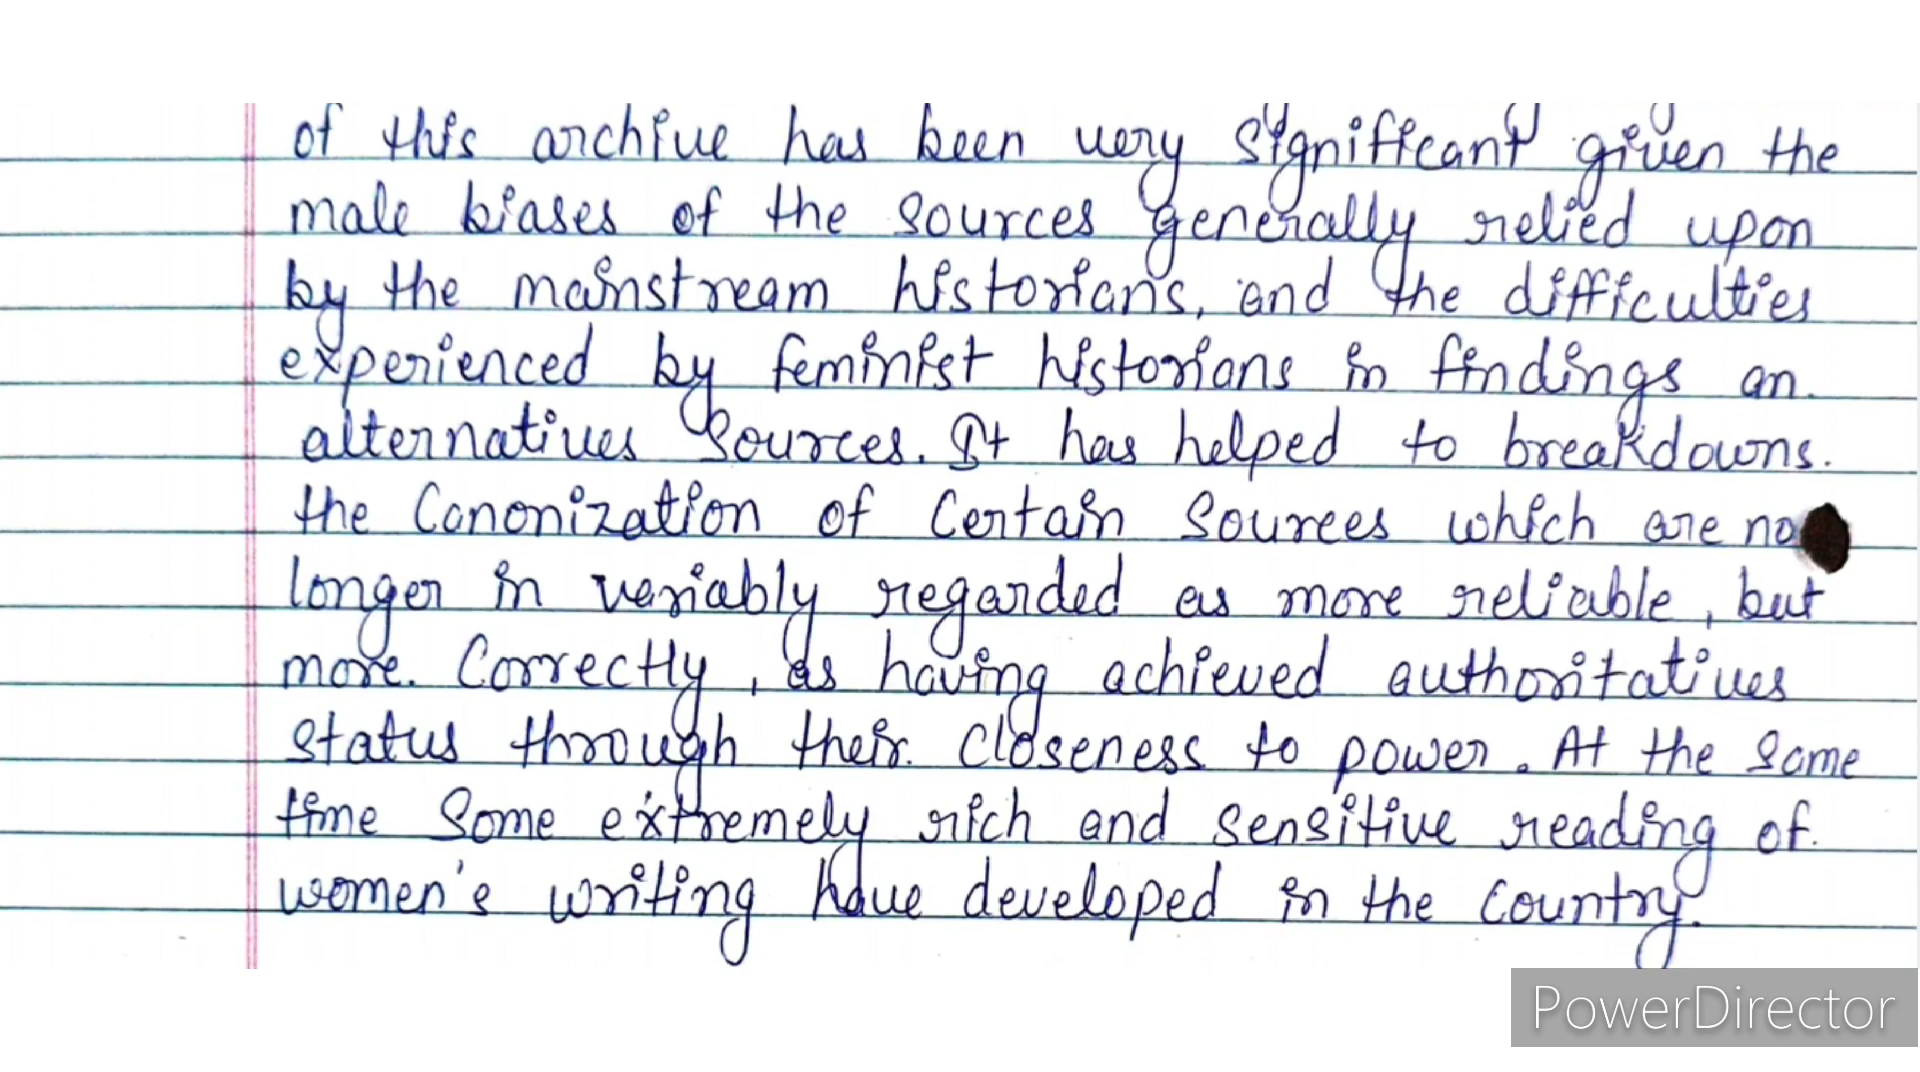 of this archive has been very significant given the
male biases of the sources generally relied upon
by the mainstream historians, and the difficulties
experienced by feminist historians in findings an.
alternatives sources. It has helped to breakdowns.
the Canonization of Certain Sources which are no
longer in variably regarded as more reliable, but
more. Correctly, as having achieved authoritatives
status through their. Closeness to power. At the same
time Some extremely rich and sensitive reading of.
women's writing have developed in the country.
PowerDirector